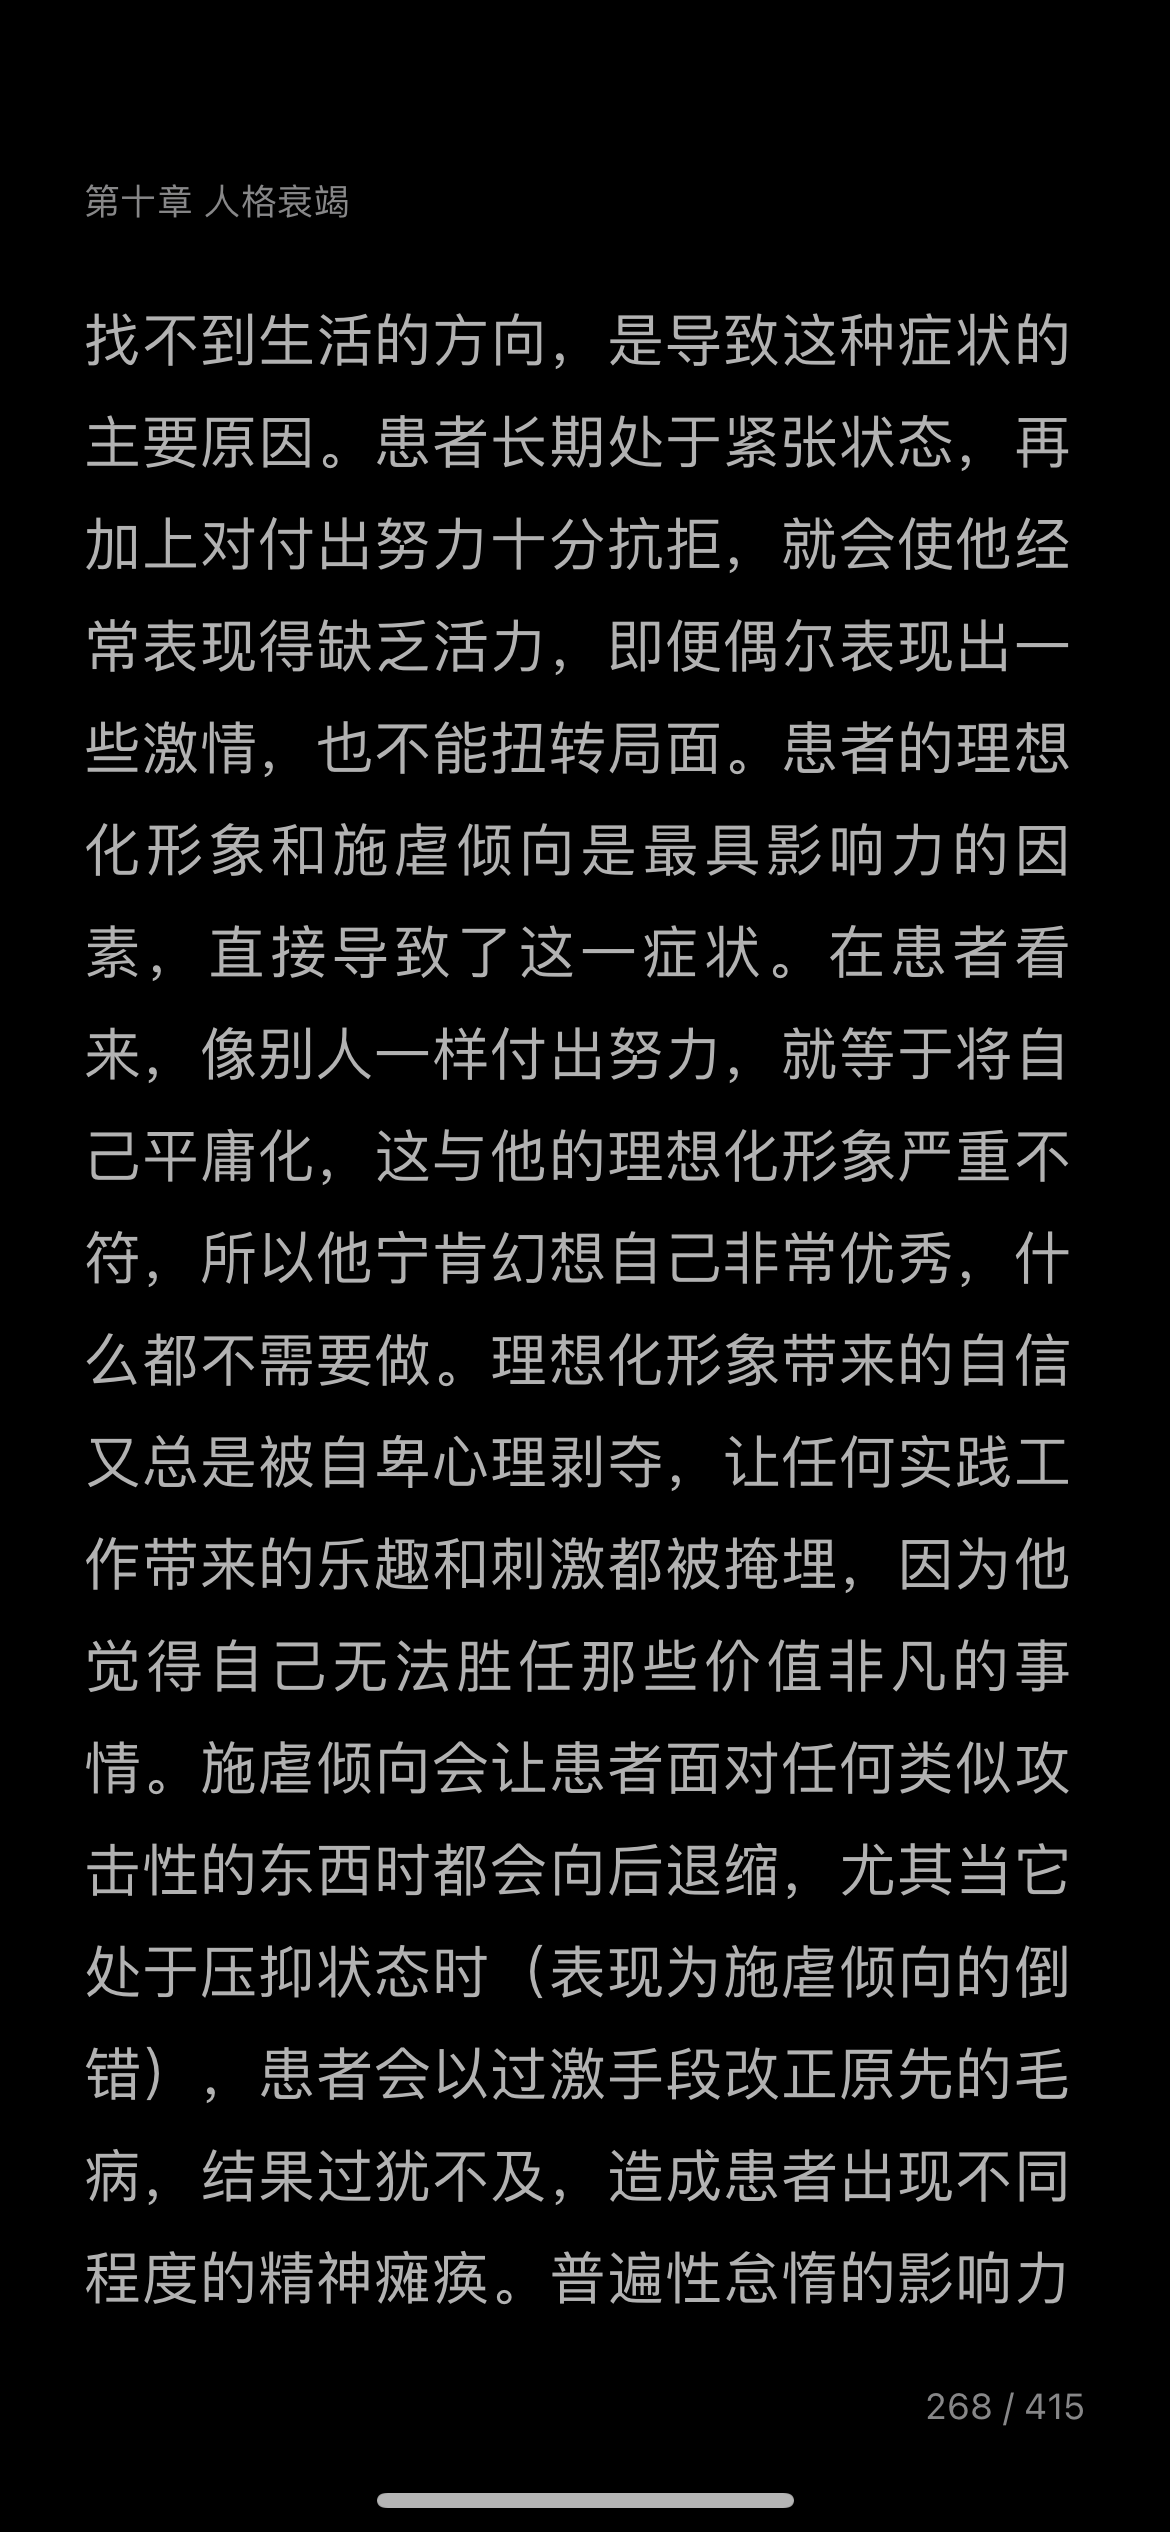 第十章 人格衰竭
找不到生活的方向，是导致这种症状的
主要原因。患者长期处于紧张状态，再
加上对付出努力十分抗拒，就会使他经
常表现得缺乏活力，即便偶尔表现出一
些激情，也不能扭转局面。患者的理想
化形象和施虐倾向是最具影响力的因
素，直接导致了这一症状。在患者看
来，像别人一样付出努力，就等于将自
己平庸化，这与他的理想化形象严重不
符，所以他宁肯幻想自己非常优秀，什
么都不需要做。理想化形象带来的自信
又总是被自卑心理剥夺，让任何实践工
作带来的乐趣和刺激都被掩埋，因为他
觉得自己无法胜任那些价值非凡的事
情。施虐倾向会让患者面对任何类似攻
击性的东西时都会向后退缩，尤其当它
处于压抑状态时（表现为施虐倾向的倒
错），患者会以过激手段改正原先的毛
病，结果过犹不及，造成患者出现不同
程度的精神瘫痪。普遍性怠惰的影响力
268 / 415